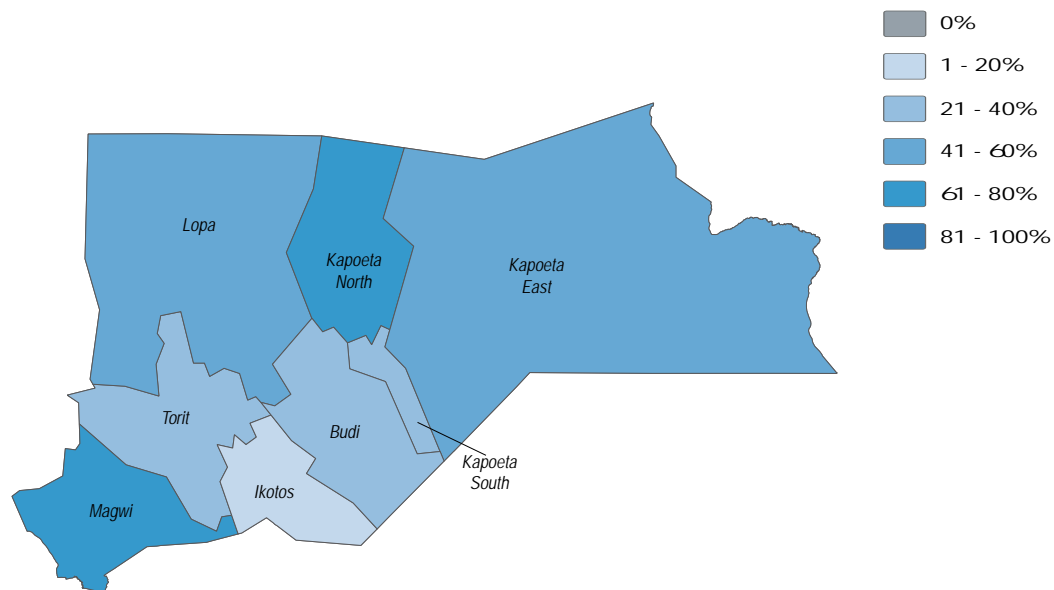 0%
1 - 20%
21 - 40%
41 - 60%
61 - 80%
81 - 100%
Lopa
Kapoeta
North
Kapoeta
East
Torit
Budi
Kapoeta
South
Ikotos
Magwi